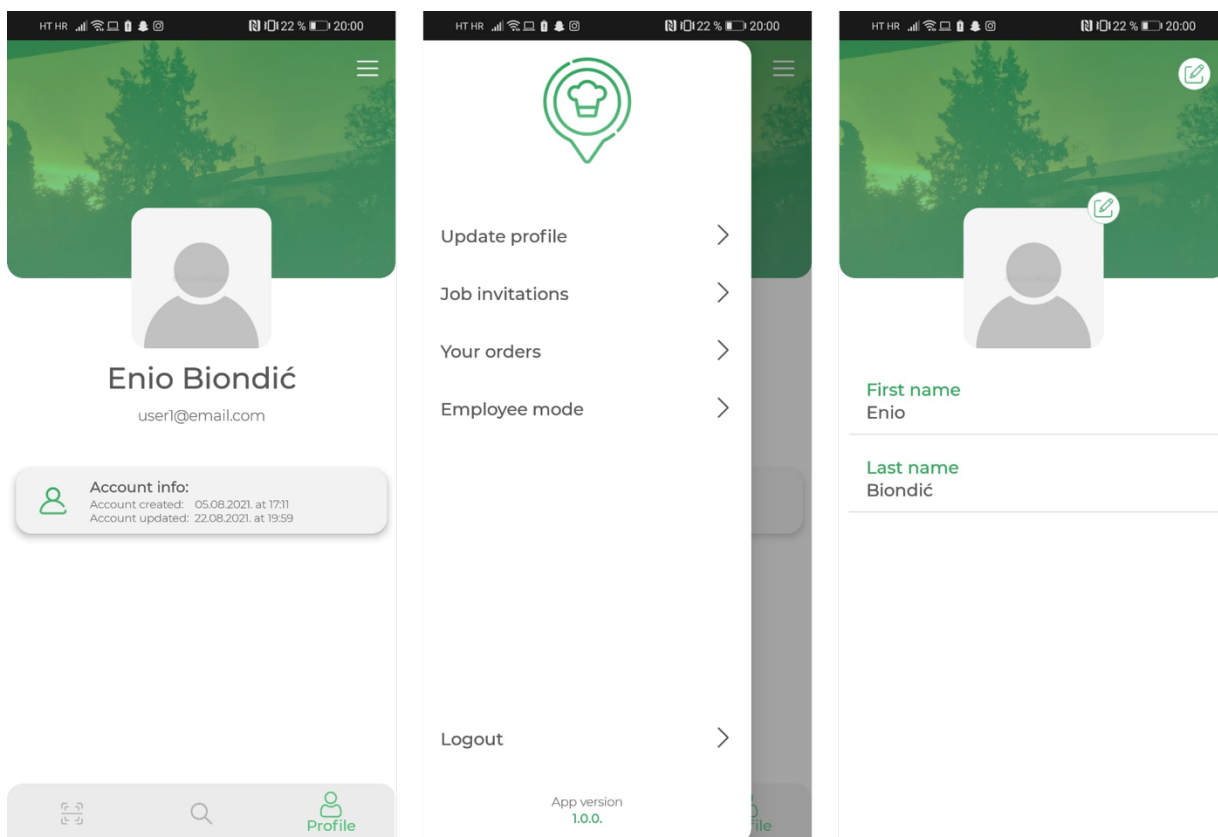 HT HR 22 % 20:00
Enio Biondić
user1@email.com
Account info:
Account created: 05.08.2021. at 17:11
Account updated: 22.08.2021. at 19:59
Profile
HT HR 22 % 20:00
Update profile
Job invitations
Your orders
Employee mode
Logout
App version
1.0.0.
ile
HT HR 22 % 20:00
First name
Enio
Last name
Biondić